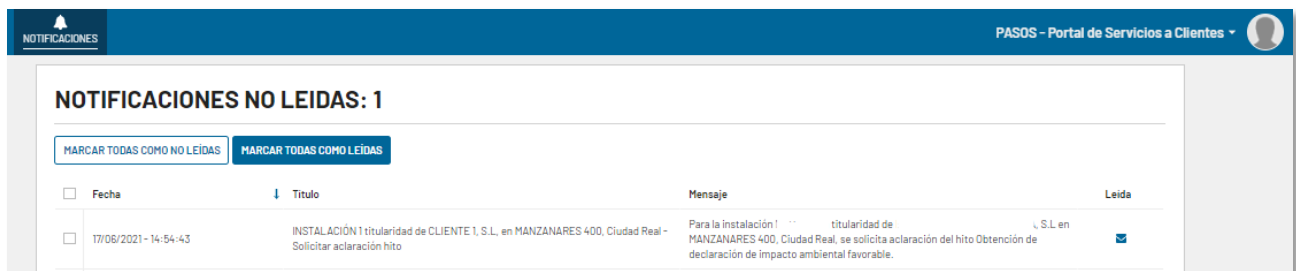 NOTIFICACIONES
PASOS - Portal de Servicios a Clientes
NOTIFICACIONES NO LEIDAS: 1
MARCAR TODAS COMO NO LEÍDAS
MARCAR TODAS COMO LEÍDAS
Fecha
Titulo
Mensaje
Leida
17/06/2021 - 14:54:43
INSTALACIÓN 1 titularidad de CLIENTE 1, S.L, en MANZANARES 400, Ciudad Real -
Solicitar aclaración hito
Para la instalación titularidad de , S.L en
MANZANARES 400, Ciudad Real, se solicita aclaración del hito Obtención de
declaración de impacto ambiental favorable.